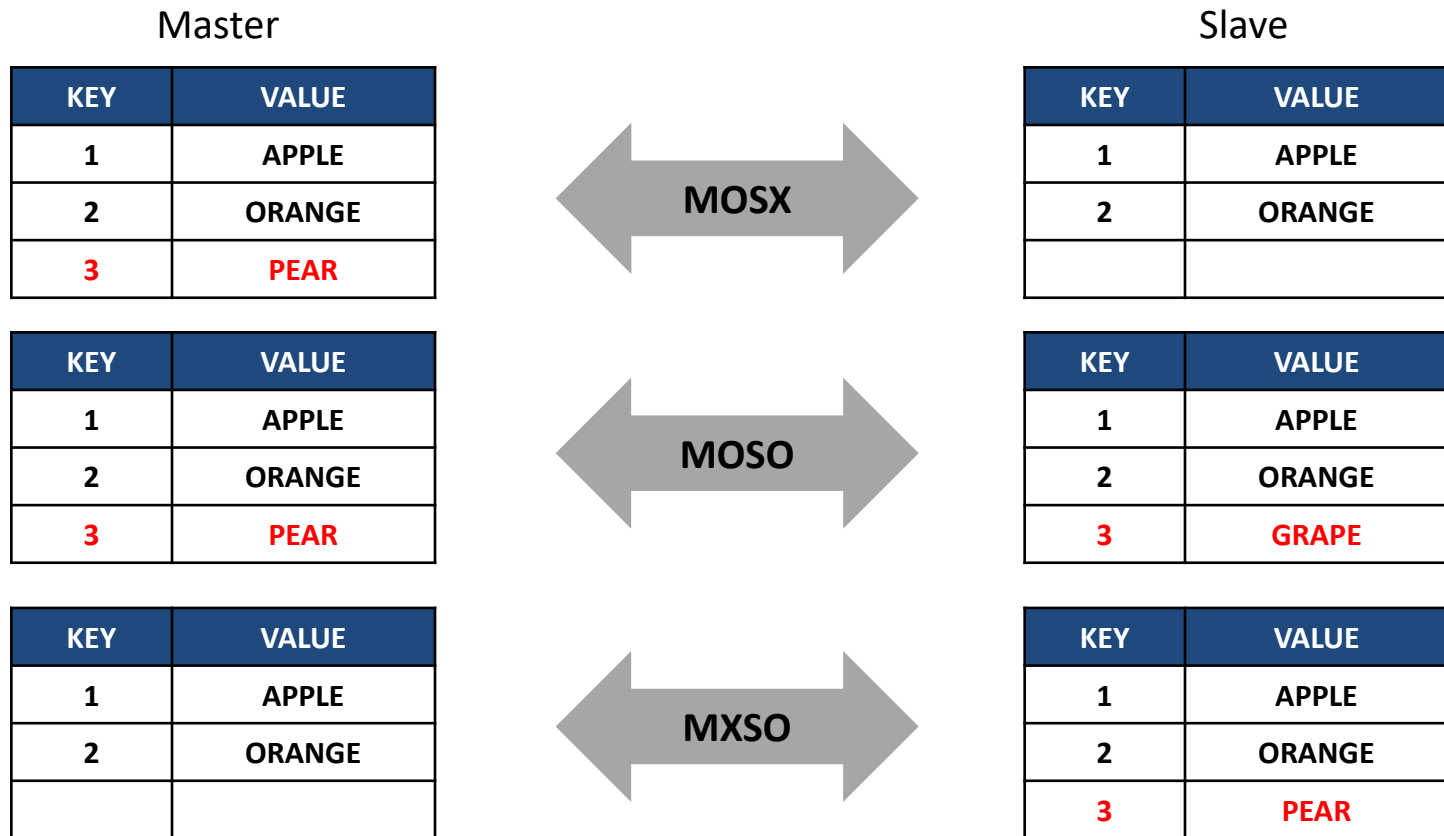 Master Slave
KEY VALUE KEY VALUE
1 APPLE 1 APPLE
2 ORANGE MOSX 2 ORANGE
3 PEAR
KEY VALUE KEY VALUE
1 APPLE 1 APPLE
2 ORANGE MOSO 2 ORANGE
3 PEAR 3 GRAPE
KEY VALUE KEY VALUE
1 APPLE 1 APPLE
2 ORANGE MXSO 2 ORANGE
3 PEAR